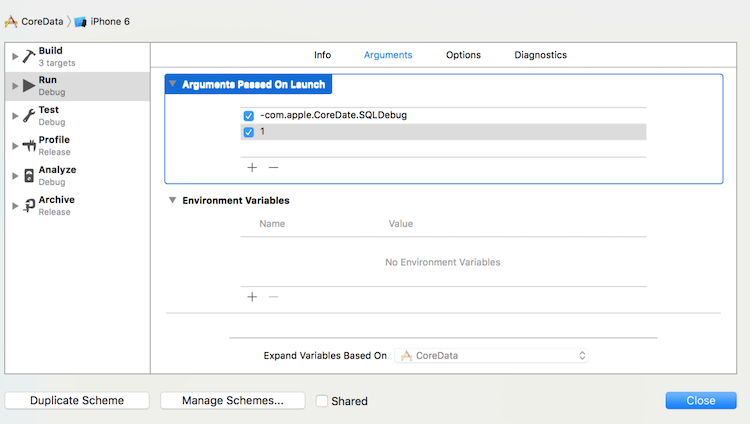 CoreData iPhone 6
Build
3 targets
Run
Debug
Test
Debug
Profile
Release
Analyze
Debug
Archive
Release
Info Arguments Options Diagnostics
Arguments Passed On Launch
-com.apple.CoreDate.SQLDebug
1
Environment Variables
Name Value
No Environment Variables
Expand Variables Based On CoreData
Duplicate Scheme Manage Schemes... Shared Close